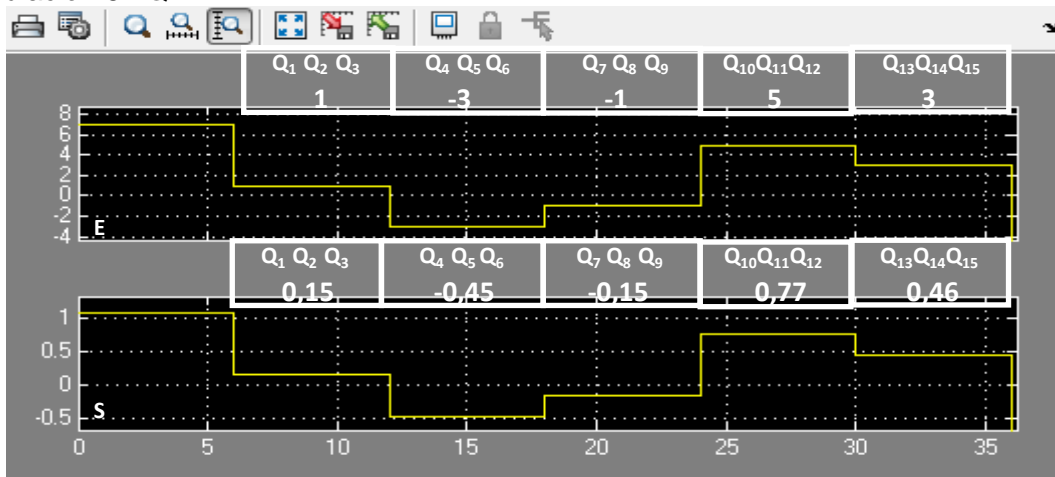 Q₁ Q₂ Q₃ Q₄ Q₅ Q₆ Q₇ Q₈ Q₉ Q₁₀Q₁₁Q₁₂ Q₁₃Q₁₄Q₁₅
1 -3 -1 5 3
8
6
4
2
0
-2
-4
E
Q₁ Q₂ Q₃ Q₄ Q₅ Q₆ Q₇ Q₈ Q₉ Q₁₀Q₁₁Q₁₂ Q₁₃Q₁₄Q₁₅
0,15 -0,45 -0,15 0,77 0,46
1
0.5
0
-0.5
S
0 5 10 15 20 25 30 35